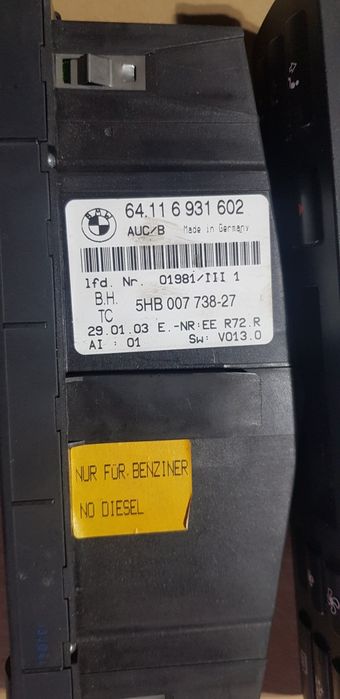 BMW
64.11 6 931 602
AUC/B Made in Germany
lfd. Nr. 01981/III 1
B.H. 5HB 007 738-27
TC
29.01.03 E.-NR:EE R72.R
AI : 01 SW: V013.0
NUR FÜR BENZINER
NO DIESEL